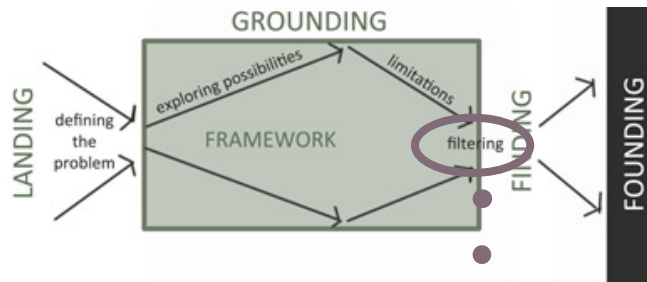 GROUNDING
LANDING
defining
the
problem
exploring possibilities
limitations
FRAMEWORK
filtering
FINDING
FOUNDING